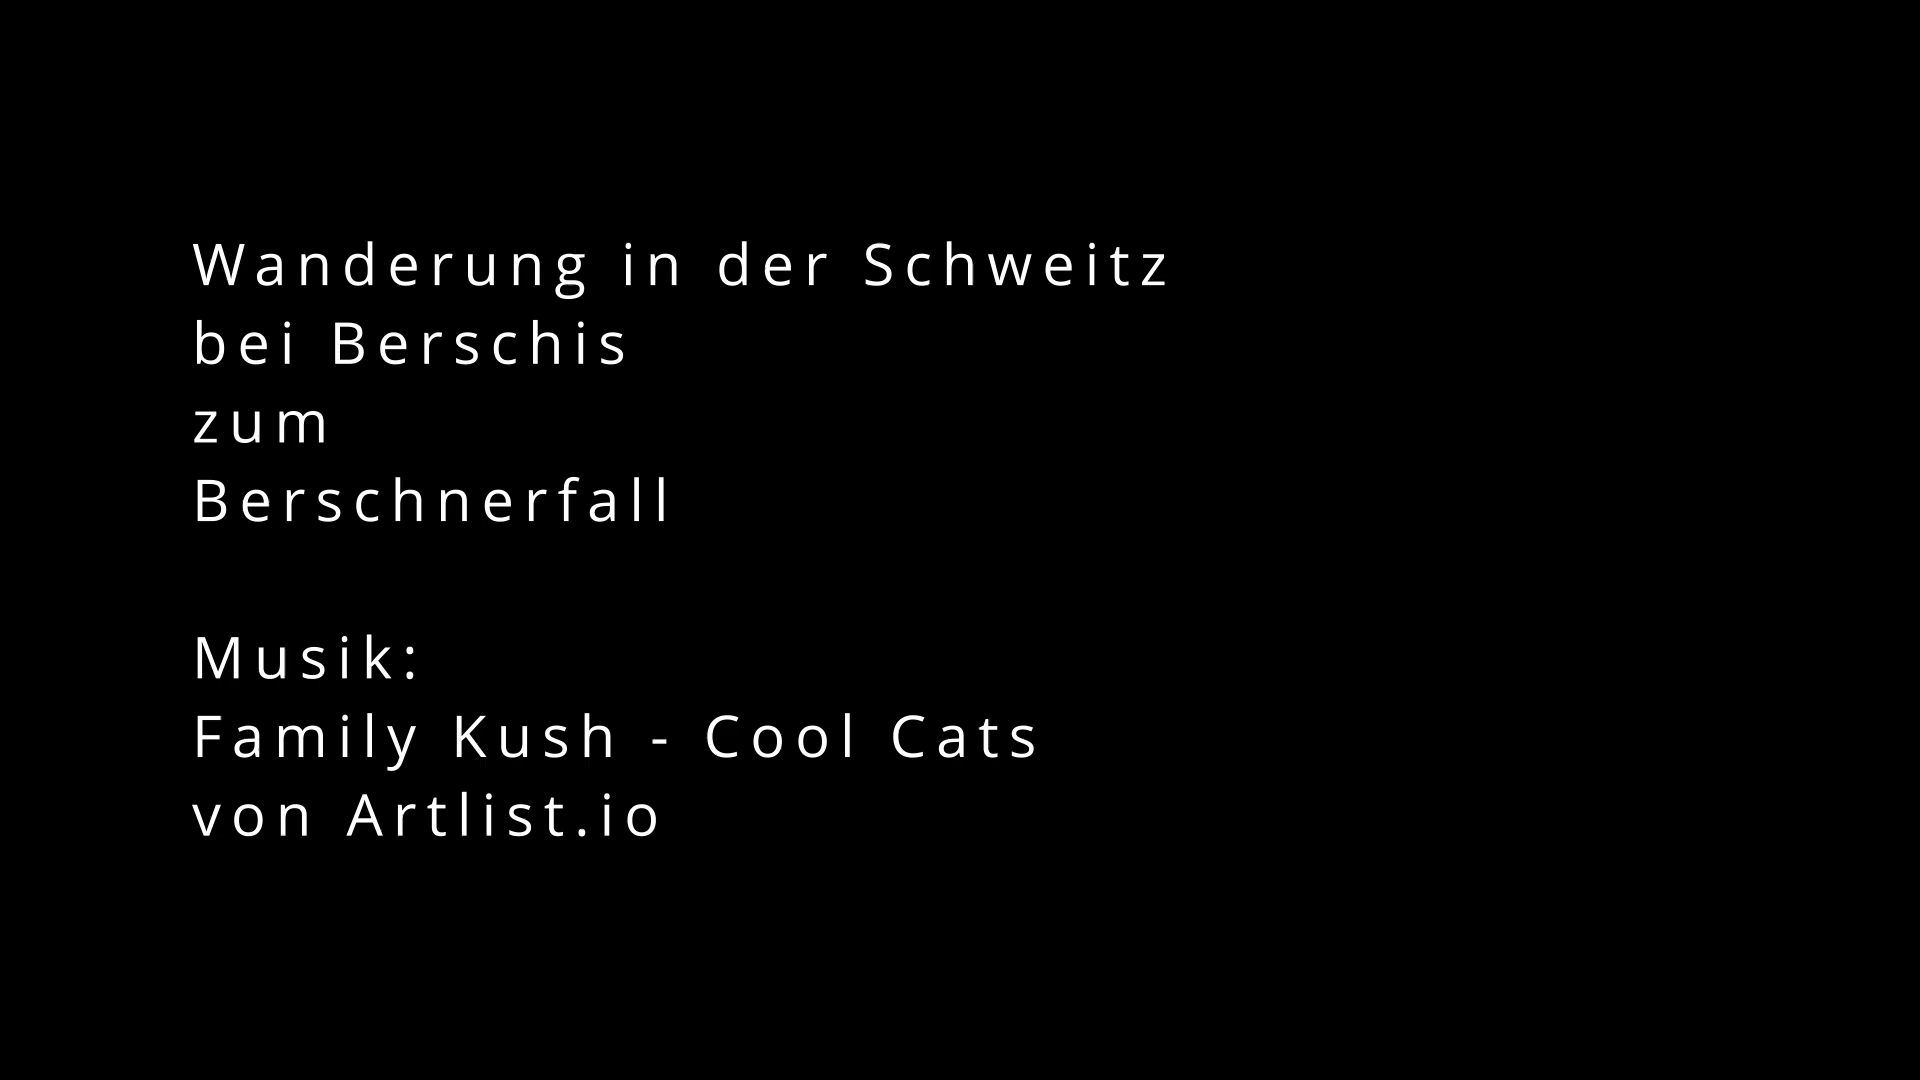 Wanderung in der Schweitz
bei Berschis
zum
Berschnerfall
Musik:
Family Kush - Cool Cats
von Artlist.io